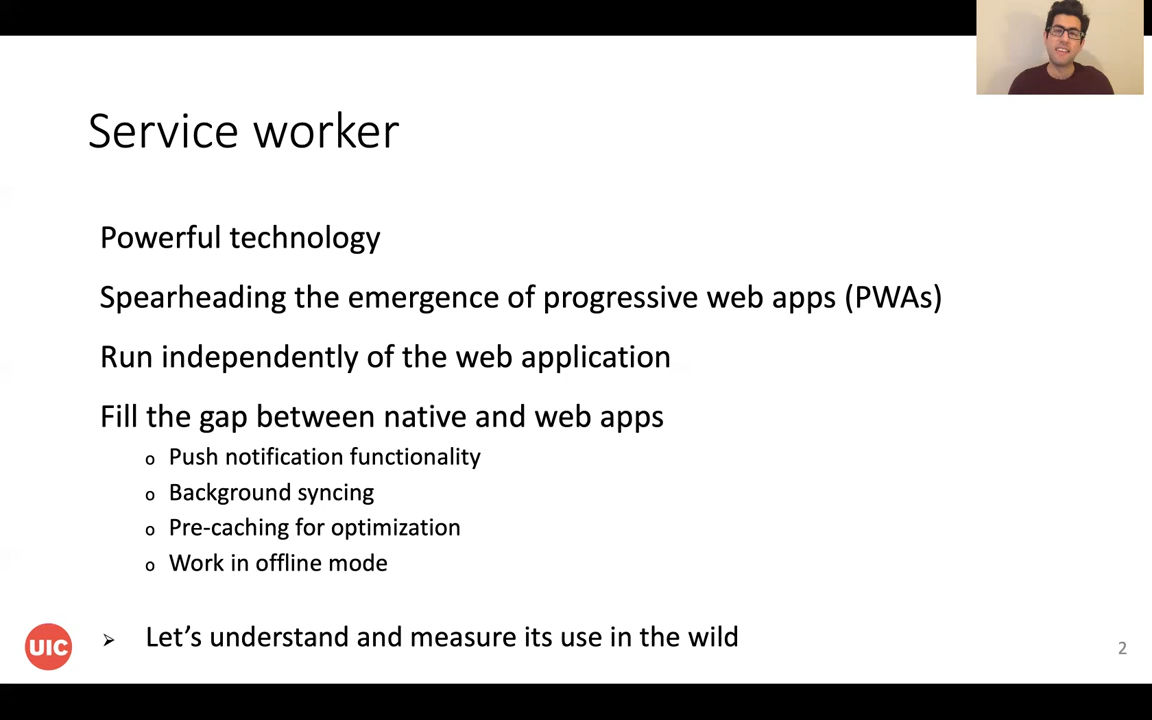 Service worker
Powerful technology
Spearheading the emergence of progressive web apps (PWAs)
Run independently of the web application
Fill the gap between native and web apps
o Push notification functionality
o Background syncing
o Pre-caching for optimization
o Work in offline mode
UIC
➢ Let’s understand and measure its use in the wild
2